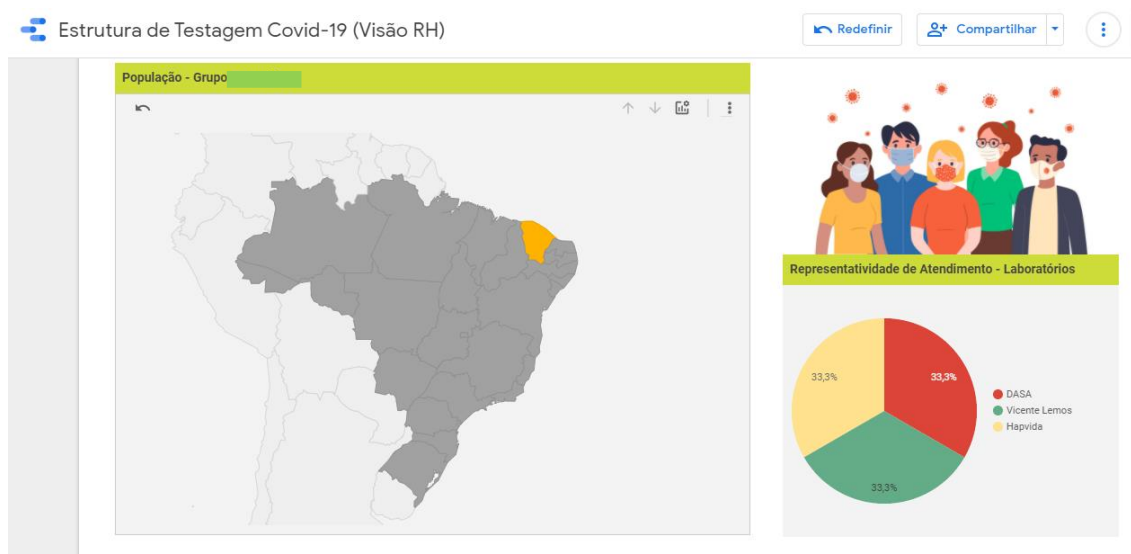 Estrutura de Testagem Covid-19 (Visão RH)
Redefinir
Compartilhar
População - Grupo
Representatividade de Atendimento - Laboratórios
33,3%
33,3%
33,3%
DASA
Vicente Lemos
Hapvida